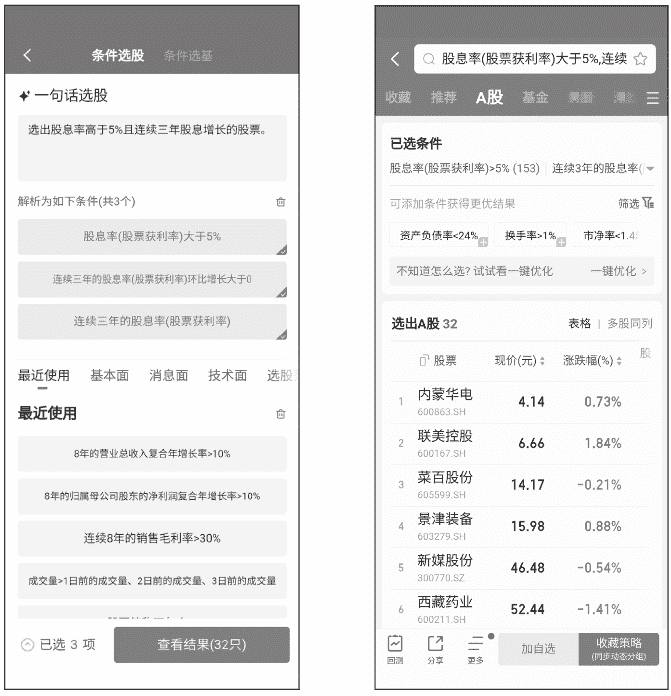 条件选股 条件选基
一句话选股
选出股息率高于5%且连续三年股息增长的股票。
解析为如下条件(共3个)
股息率(股票获利率)大于5%
连续三年的股息率(股票获利率)环比增长大于0
连续三年的股息率(股票获利率)
最近使用 基本面 消息面 技术面 选股
最近使用
8年的营业总收入复合年增长率>10%
8年的归属母公司股东的净利润复合年增长率>10%
连续8年的销售毛利率>30%
成交量>1日前的成交量、2日前的成交量、3日前的成交量
已选 3 项 查看结果(32只)
股息率(股票获利率)大于5%,连续
收藏 推荐 A股 基金
已选条件
股息率(股票获利率)>5% (153) 连续3年的股息率(
可添加条件获得更优结果 筛选
资产负债率<24% 换手率>1% 市净率<1.4
不知道怎么选? 试试看一键优化 一键优化 >
选出A股 32 表格 | 多股同列
股票 现价(元) 涨跌幅(%) 股
1 内蒙华电 4.14 0.73%
600863.SH
2 联美控股 6.66 1.84%
600167.SH
3 菜百股份 14.17 -0.21%
605599.SH
4 景津装备 15.98 0.88%
603279.SH
5 新媒股份 46.48 -0.54%
300770.SZ
6 西藏药业 52.44 -1.41%
600211.SH
回测 分享 更多 加自选 收藏策略
(同步动态分组)